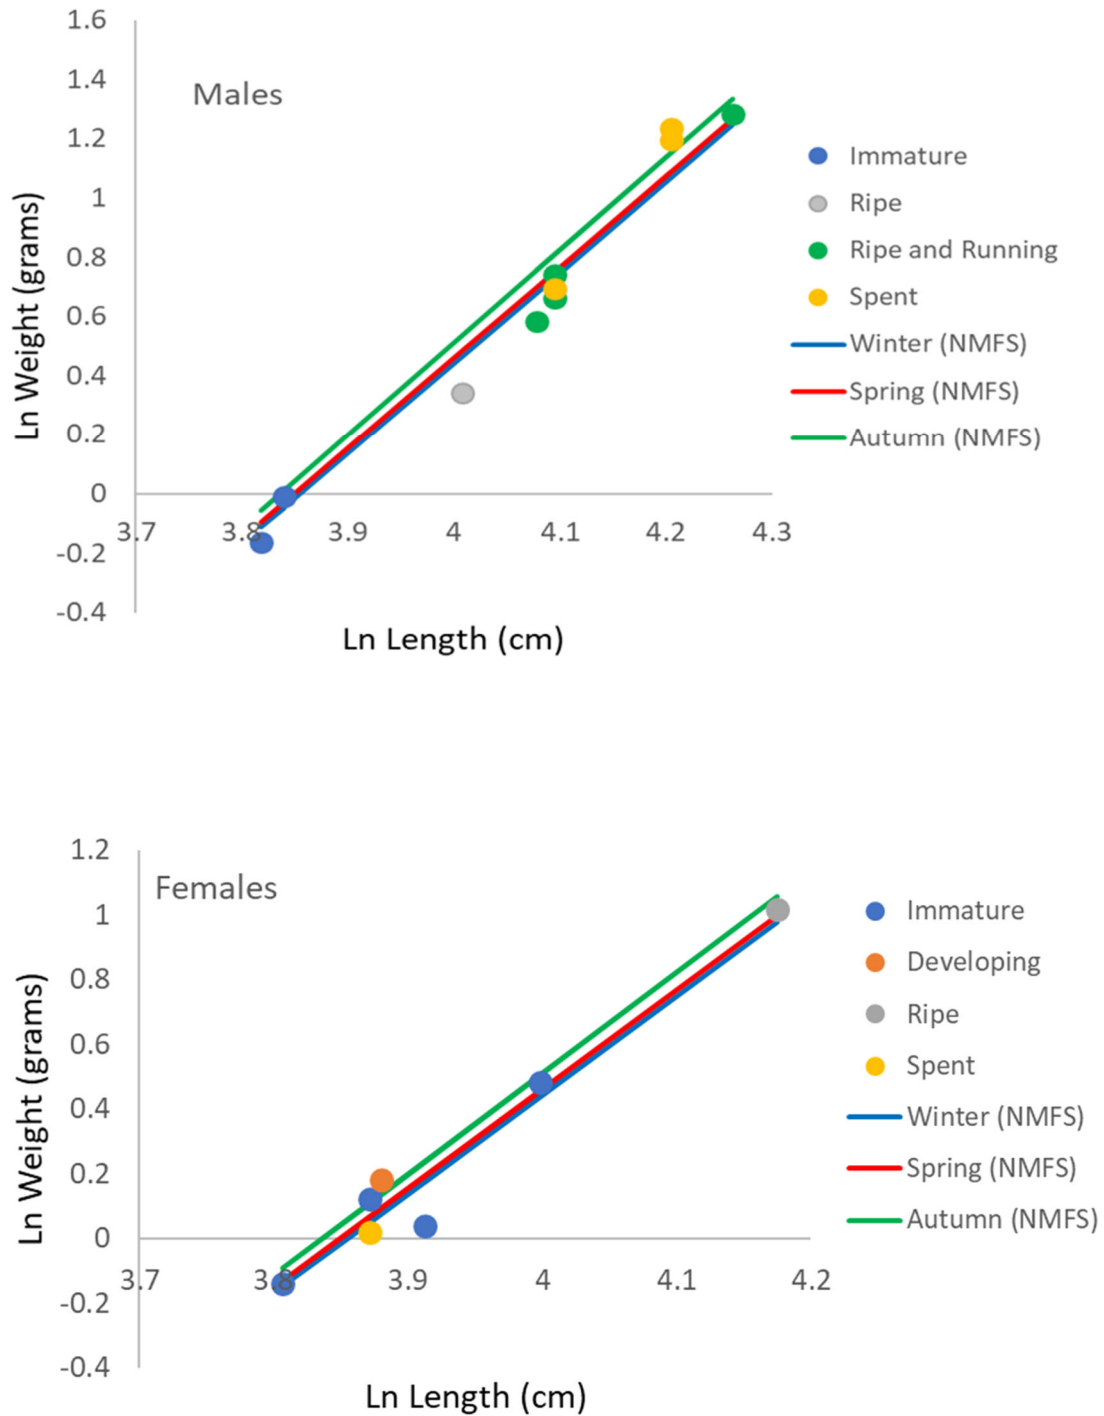 1.6
1.4
Males
1.2
1
0.8
0.6
0.4
0.2
0
-0.2
-0.4
Ln Weight (grams)
3.7 3.8 3.9 4 4.1 4.2 4.3
Ln Length (cm)
Immature
Ripe
Ripe and Running
Spent
Winter (NMFS)
Spring (NMFS)
Autumn (NMFS)
1.2
Females
1
0.8
0.6
0.4
0.2
0
-0.2
-0.4
Ln Weight (grams)
3.7 3.8 3.9 4 4.1 4.2
Ln Length (cm)
Immature
Developing
Ripe
Spent
Winter (NMFS)
Spring (NMFS)
Autumn (NMFS)